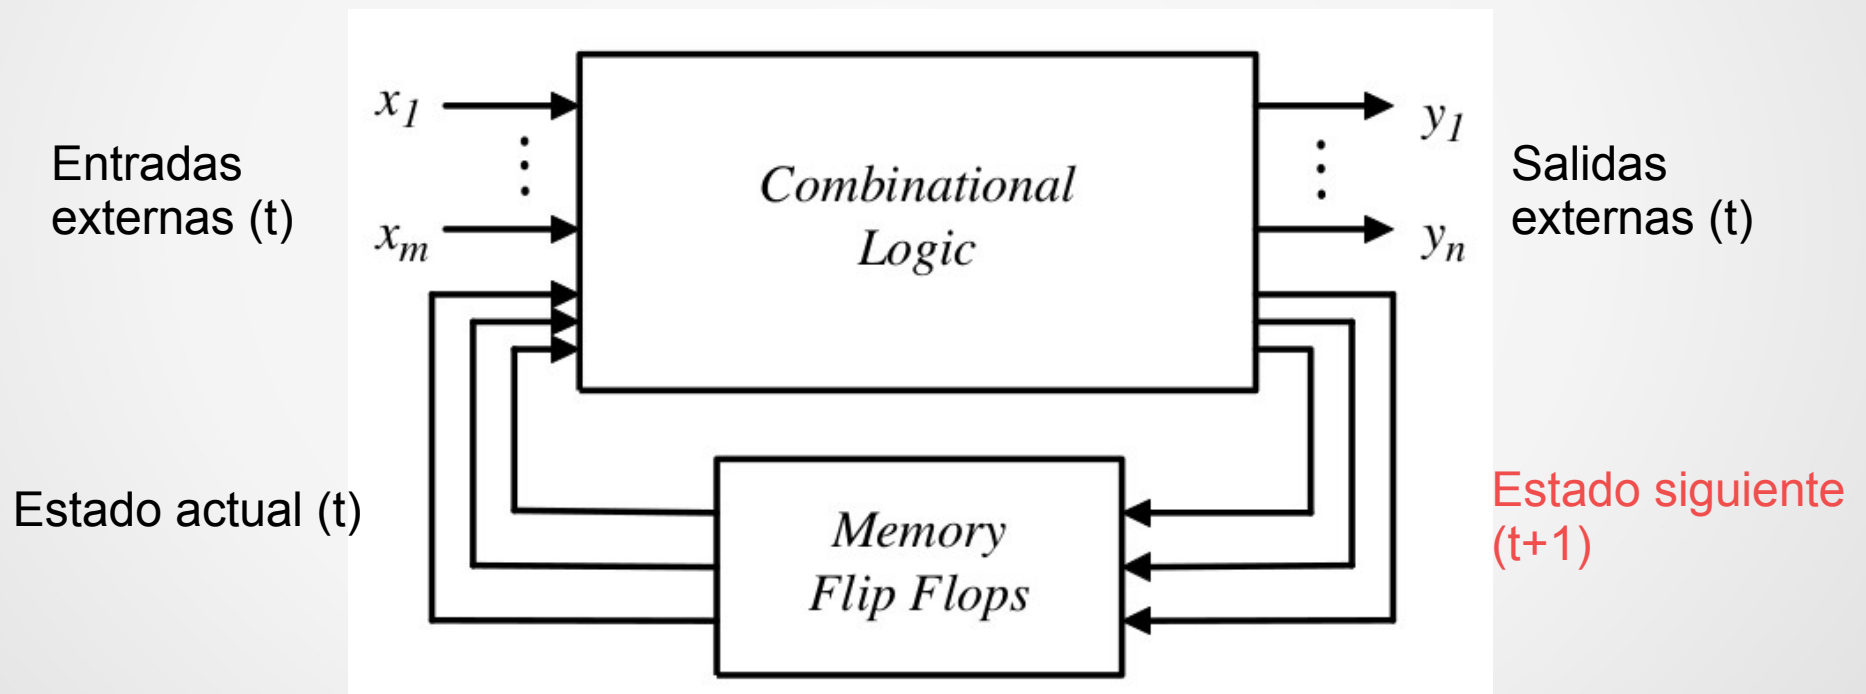 Entradas
externas (t)
x1
⋮
xm
Combinational
Logic
y1
⋮
yn
Salidas
externas (t)
Estado actual (t)
Memory
Flip Flops
Estado siguiente
(t+1)